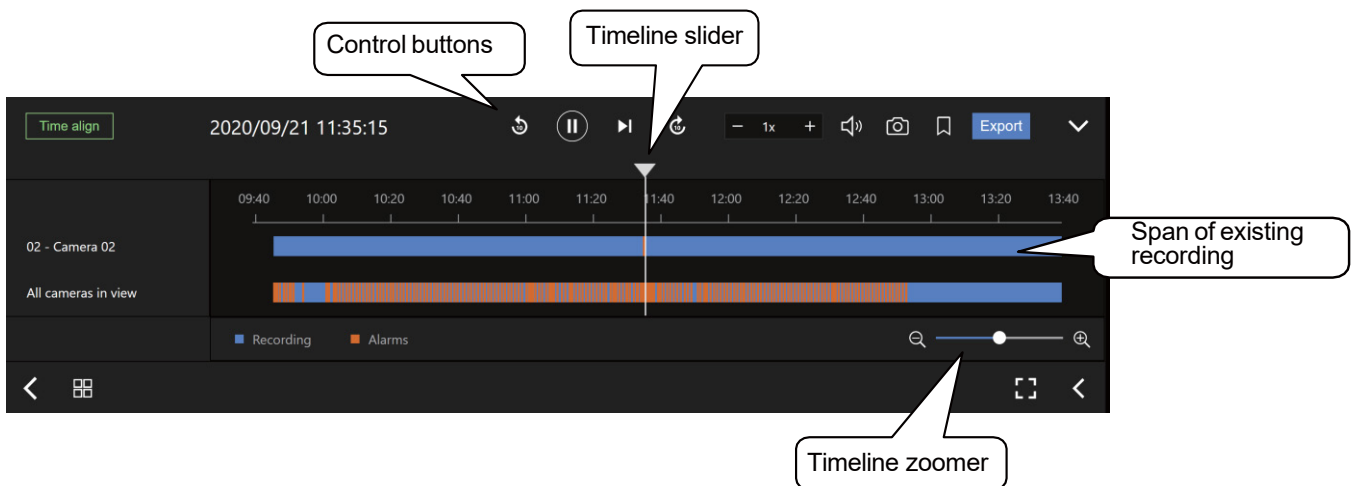 Control buttons
Timeline slider
Time align
2020/09/21 11:35:15
10
10
− 1x +
Export
09:40 10:00 10:20 10:40 11:00 11:20 11:40 12:00 12:20 12:40 13:00 13:20 13:40
02 - Camera 02
Span of existing
recording
All cameras in view
Recording Alarms
Timeline zoomer